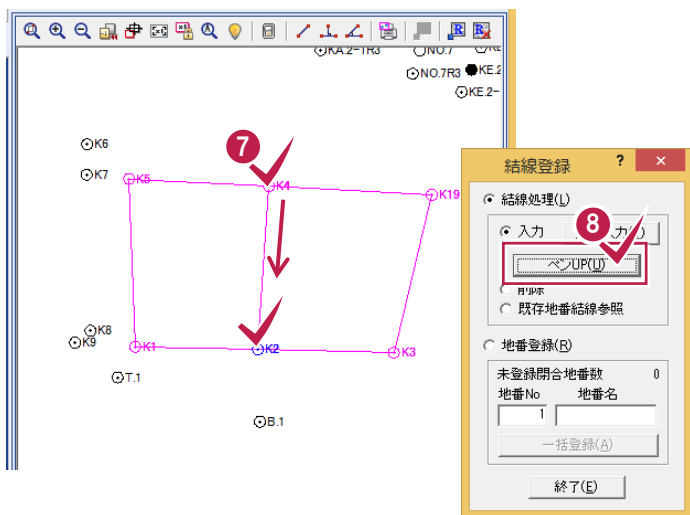 KA.2-1R3
NO.7
NO.7R3
KE.2
KE.2-
K6
K7
K5
7
K4
K19
K8
K9
K1
K2
K3
T.1
B.1
結線登録 ? ×
結線処理(L)
入力
8
ペンUP(U)
削除
既存地番結線参照
地番登録(R)
未登録閉合地番数 0
地番No 地番名
1
一括登録(A)
終了(E)